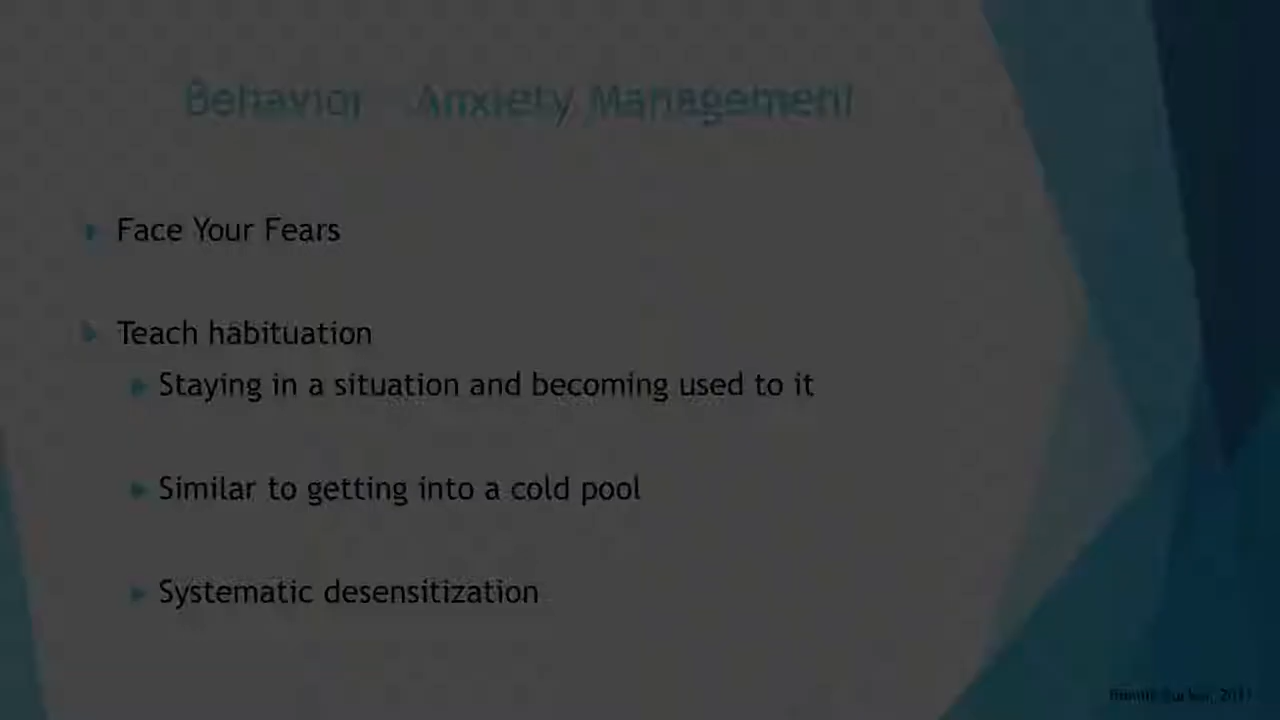 Behavior - Anxiety Management
Face Your Fears
Teach habituation
Staying in a situation and becoming used to it
Similar to getting into a cold pool
Systematic desensitization